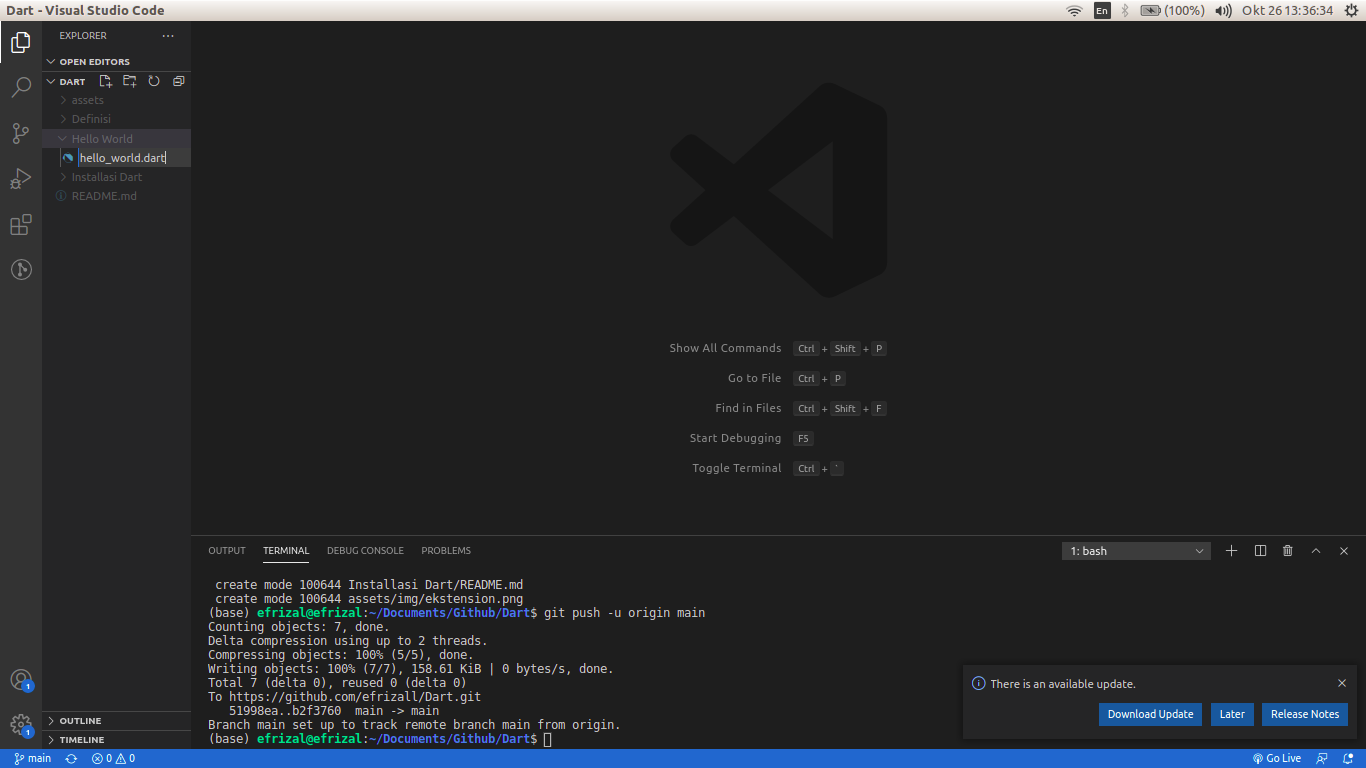 Dart - Visual Studio Code
En
(100%)
Okt 26 13:36:34
EXPLORER
OPEN EDITORS
DART
assets
Definisi
Hello World
hello_world.dart
Installasi Dart
README.md
Show All Commands Ctrl + Shift + P
Go to File Ctrl + P
Find in Files Ctrl + Shift + F
Start Debugging F5
Toggle Terminal Ctrl + `
OUTPUT TERMINAL DEBUG CONSOLE PROBLEMS
1: bash
create mode 100644 Installasi Dart/README.md
create mode 100644 assets/img/ekstension.png
(base) efrizal@efrizal:~/Documents/Github/Dart$ git push -u origin main
Counting objects: 7, done.
Delta compression using up to 2 threads.
Compressing objects: 100% (5/5), done.
Writing objects: 100% (7/7), 158.61 KiB | 0 bytes/s, done.
Total 7 (delta 0), reused 0 (delta 0)
To https://github.com/efrizall/Dart.git
51998ea..b2f3760 main -> main
Branch main set up to track remote branch main from origin.
(base) efrizal@efrizal:~/Documents/Github/Dart$
There is an available update.
Download Update
Later
Release Notes
1
1
OUTLINE
TIMELINE
main
0
0
Go Live